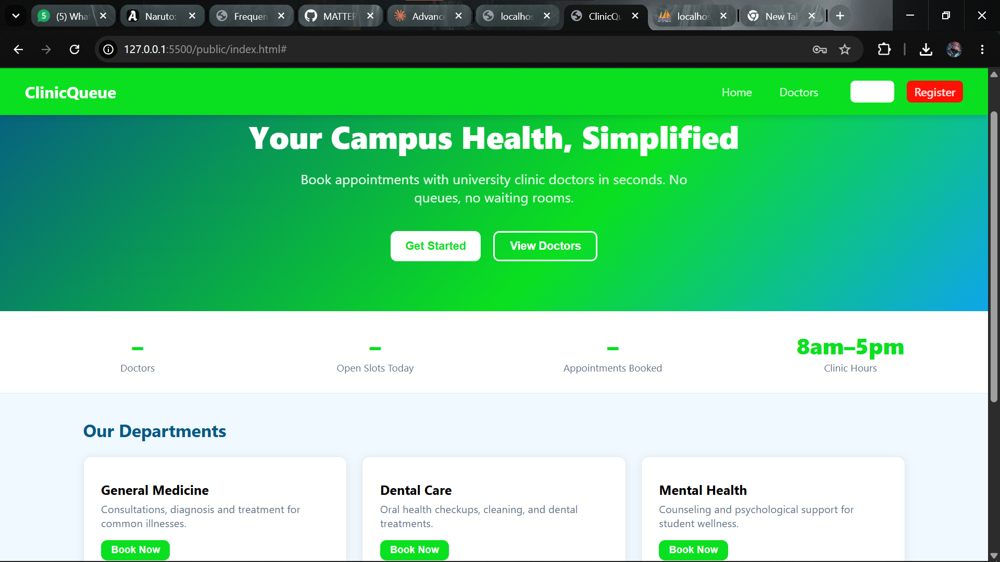 5 (5) What
Naruto:
Frequen
MATTER
Advance
localhos
ClinicQu
localhos
New Tab
127.0.0.1:5500/public/index.html#
ClinicQueue
Home
Doctors
Register
Your Campus Health, Simplified
Book appointments with university clinic doctors in seconds. No
queues, no waiting rooms.
Get Started
View Doctors
–
Doctors
–
Open Slots Today
–
Appointments Booked
8am–5pm
Clinic Hours
Our Departments
General Medicine
Consultations, diagnosis and treatment for
common illnesses.
Book Now
Dental Care
Oral health checkups, cleaning, and dental
treatments.
Book Now
Mental Health
Counseling and psychological support for
student wellness.
Book Now